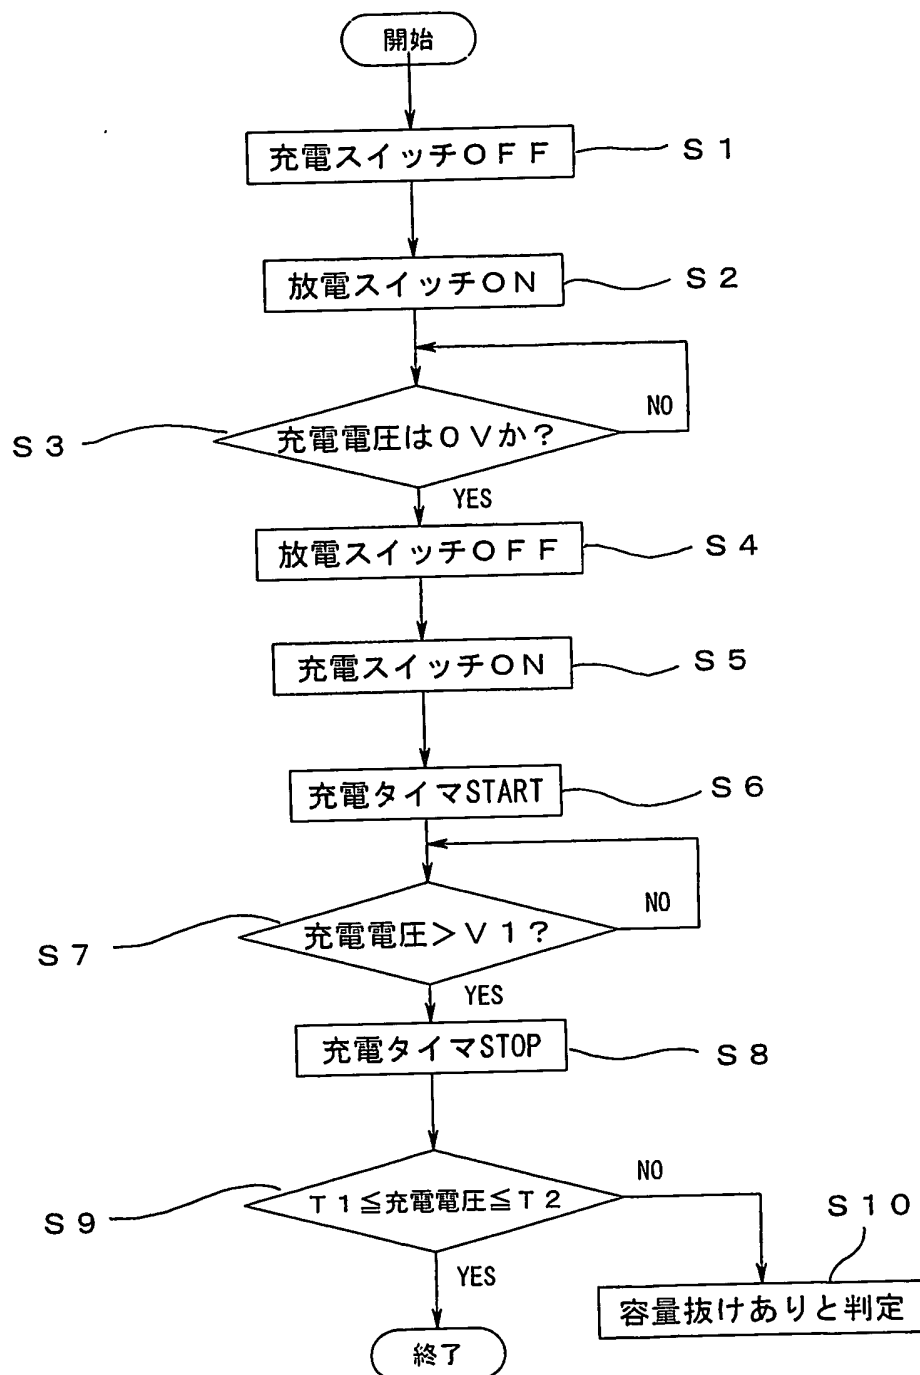 開始
充電スイッチOFF
S1
放電スイッチON
S2
NO
充電電圧は0Vか?
S3
YES
放電スイッチOFF
S4
充電スイッチON
S5
充電タイマSTART
S6
NO
充電電圧>V1?
S7
YES
充電タイマSTOP
S8
NO
T1≦充電電圧≦T2
S9
S10
YES
容量抜けありと判定
終了